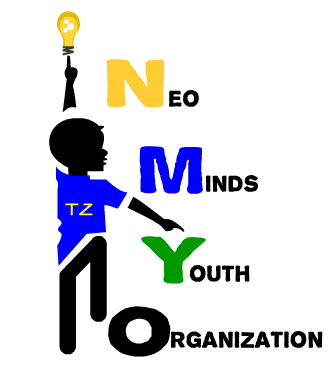 NEO
MINDS
TZ
YOUTH
ORGANIZATION